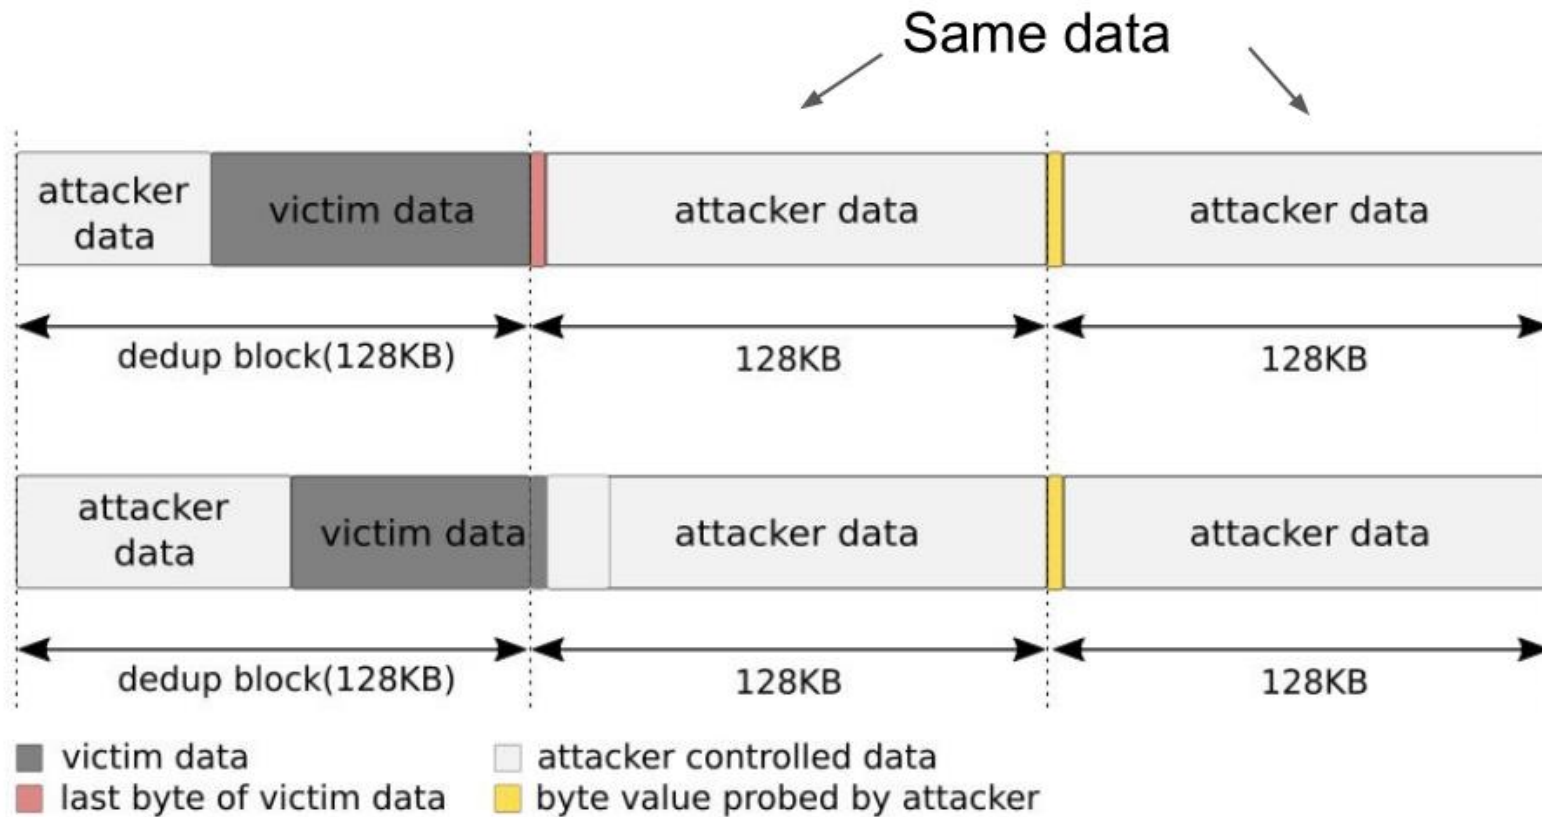 Same data
attacker
data
victim data
attacker data
attacker data
dedup block(128KB)
128KB
128KB
attacker
data
victim data
attacker data
attacker data
dedup block(128KB)
128KB
128KB
victim data
attacker controlled data
last byte of victim data
byte value probed by attacker